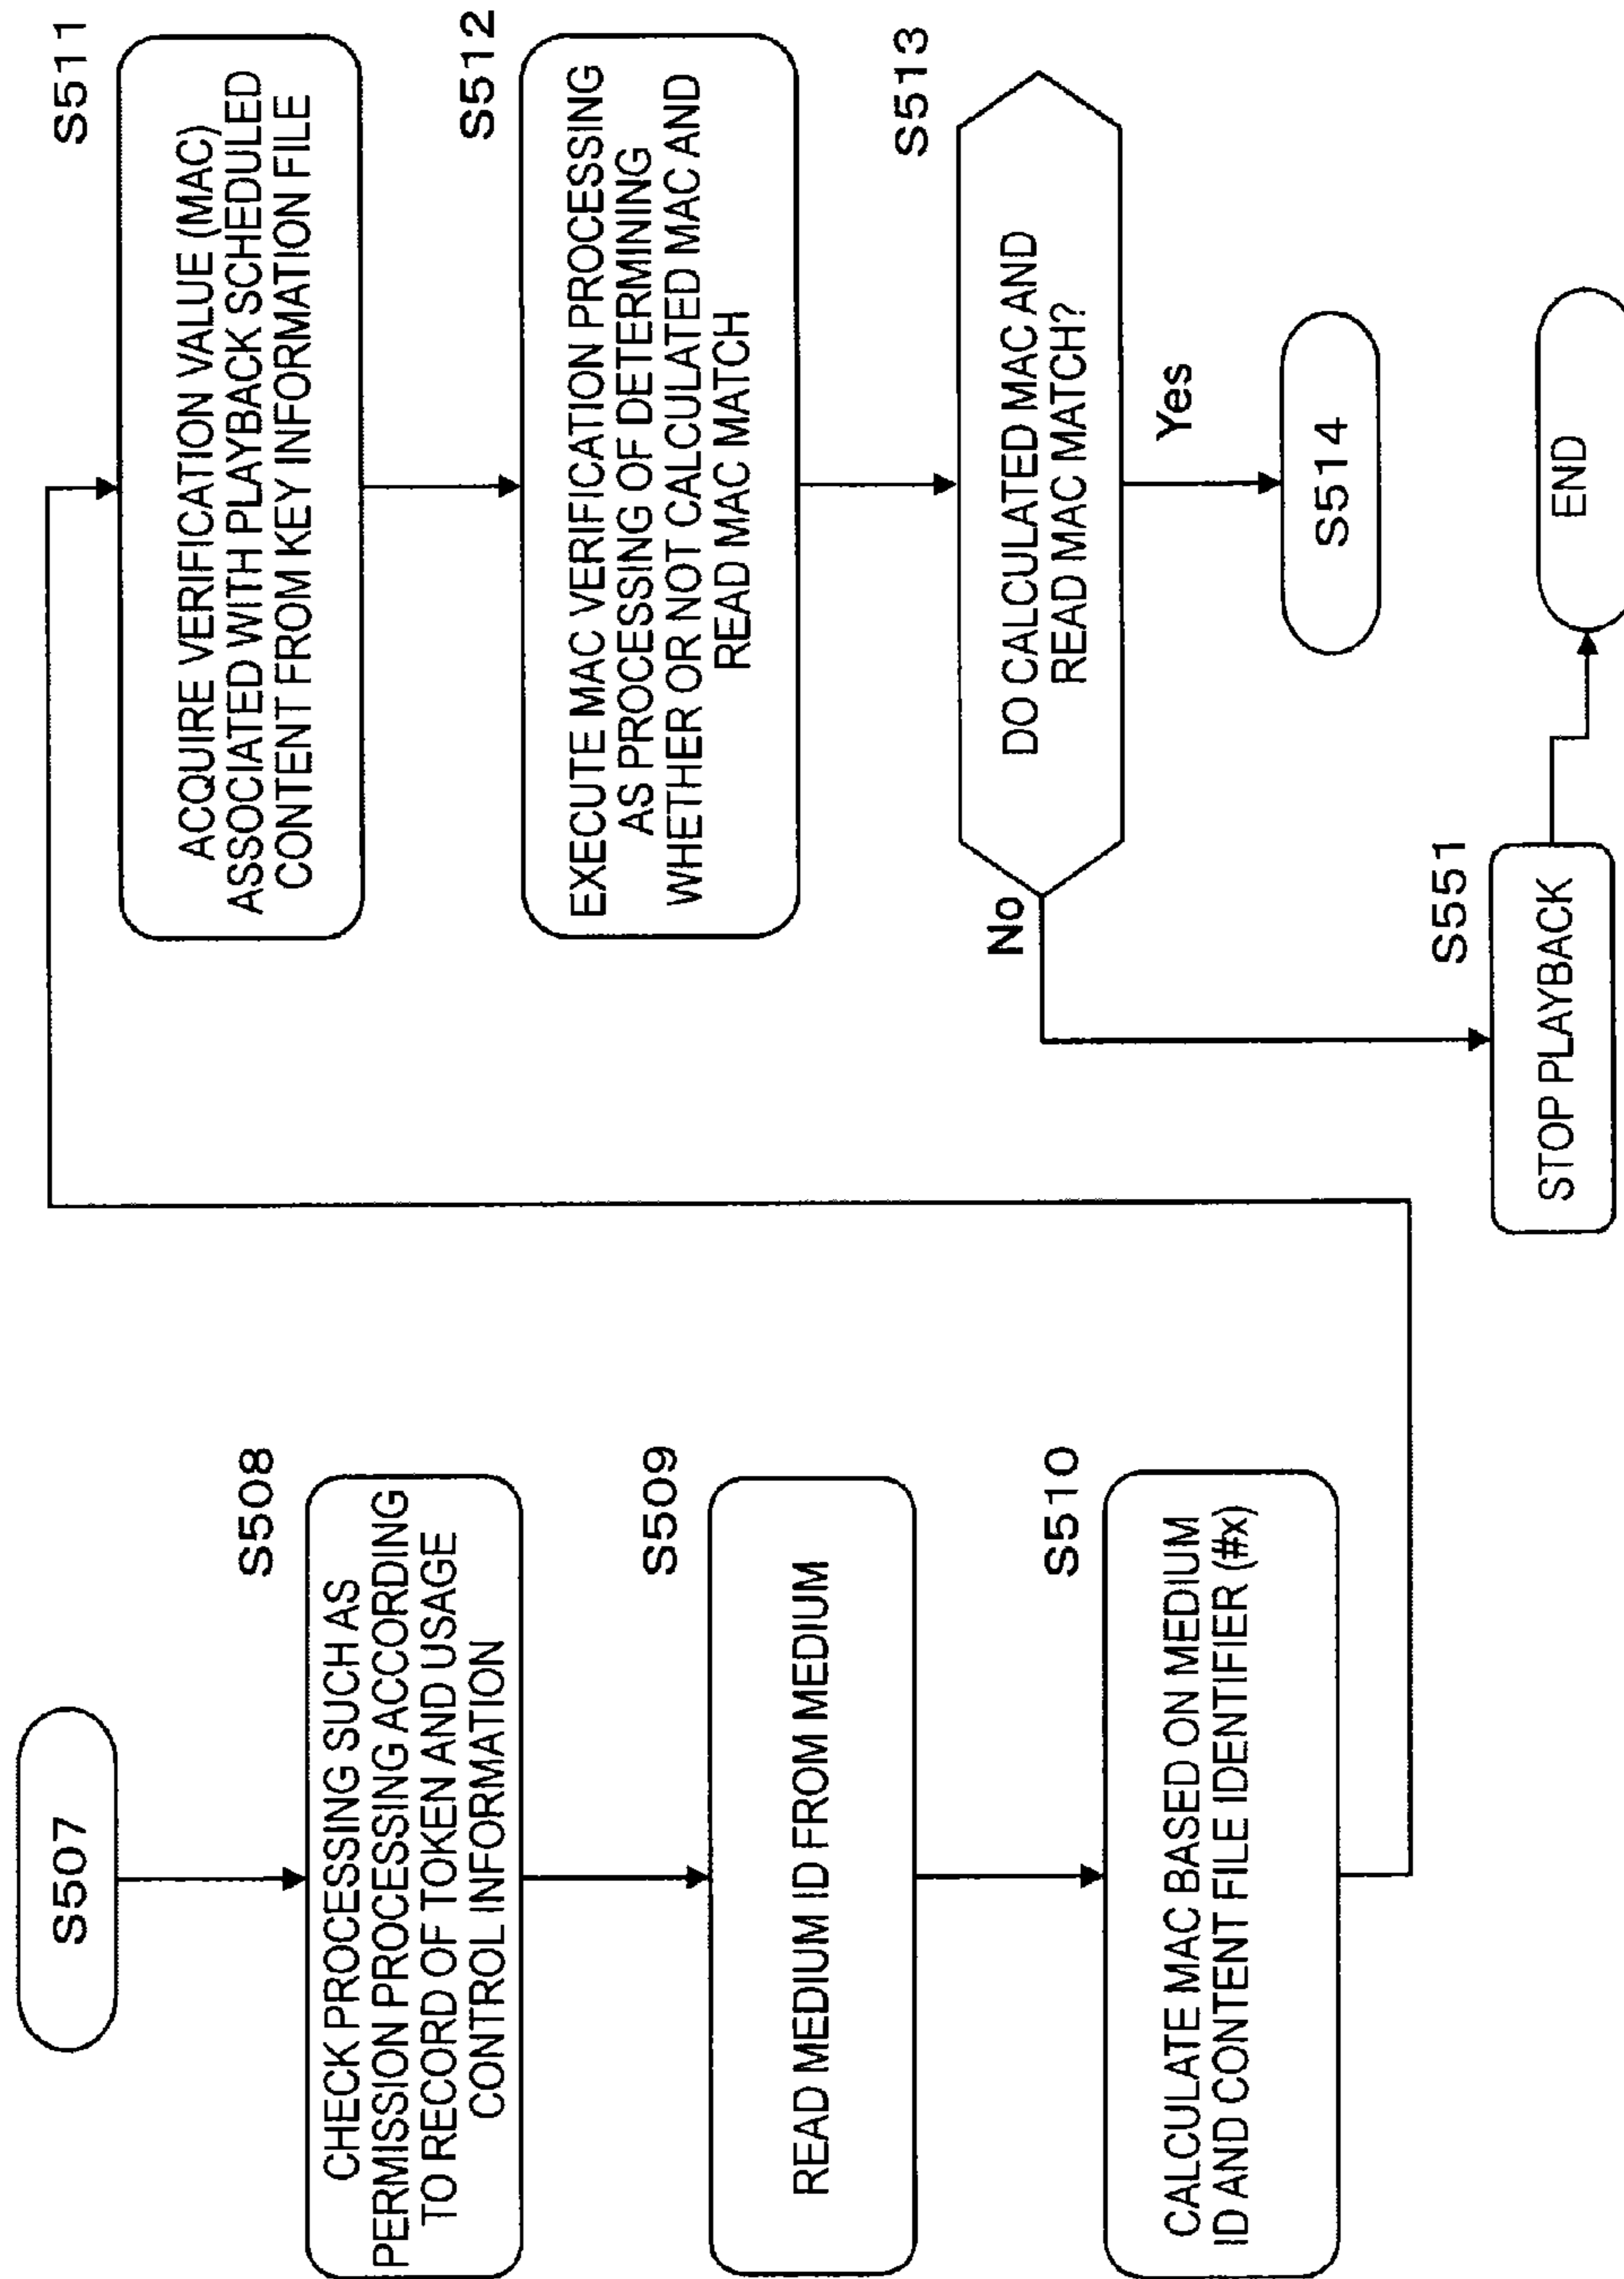 S507
S508
CHECK PROCESSING SUCH AS
PERMISSION PROCESSING ACCORDING
TO RECORD OF TOKEN AND USAGE
CONTROL INFORMATION
S509
READ MEDIUM ID FROM MEDIUM
S510
CALCULATE MAC BASED ON MEDIUM
ID AND CONTENT FILE IDENTIFIER (#x)
S511
ACQUIRE VERIFICATION VALUE (MAC)
ASSOCIATED WITH PLAYBACK SCHEDULED
CONTENT FROM KEY INFORMATION FILE
S512
EXECUTE MAC VERIFICATION PROCESSING
AS PROCESSING OF DETERMINING
WHETHER OR NOT CALCULATED MAC AND
READ MAC MATCH
S513
DO CALCULATED MAC AND
READ MAC MATCH?
No
Yes
S514
S551
STOP PLAYBACK
END